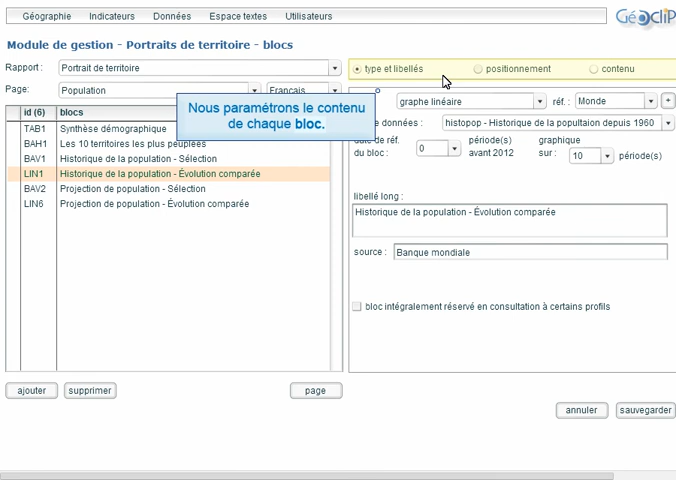 Géographie Indicateurs Données Espace textes Utilisateurs
GéOCliP
Module de gestion - Portraits de territoire - blocs
Rapport : Portrait de territoire
Page: Population Français
type et libellés positionnement contenu
Nous paramétrons le contenu
de chaque bloc.
graphe linéaire réf. : Monde +
données : histopop - Historique de la popultaion depuis 1960
date de réf. période(s) graphique
du bloc : 0 avant 2012 sur : 10 période(s)
id (6) blocs
TAB1 Synthèse démographique
BAH1 Les 10 territoires les plus peuplées
BAV1 Historique de la population - Sélection
LIN1 Historique de la population - Évolution comparée
BAV2 Projection de population - Sélection
LIN6 Projection de population - Évolution comparée
libellé long :
Historique de la population - Évolution comparée
source : Banque mondiale
bloc intégralement réservé en consultation à certains profils
ajouter supprimer page
annuler sauvegarder